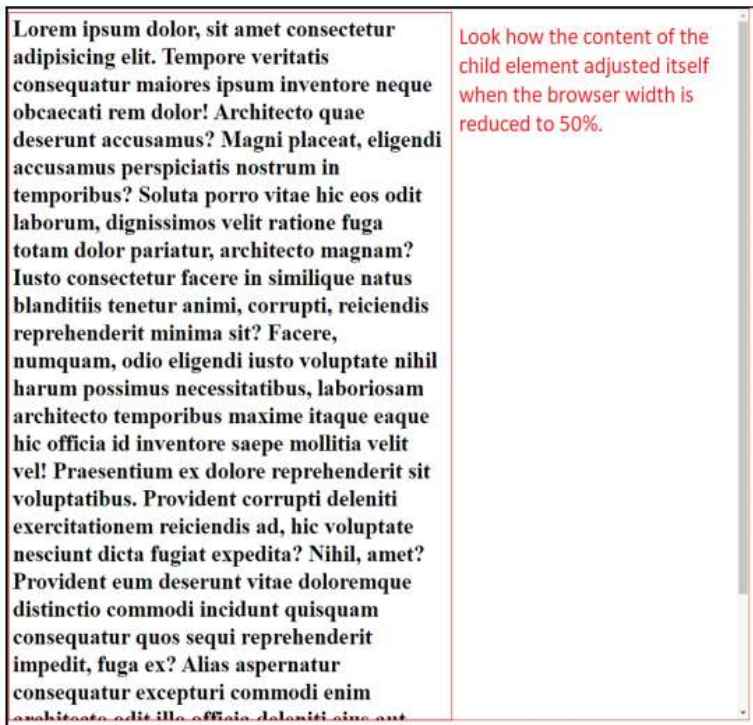 Lorem ipsum dolor, sit amet consectetur
adipisicing elit. Tempore veritatis
consequatur maiores ipsum inventore neque
obcaecati rem dolor! Architecto quae
deserunt accusamus? Magni placeat, eligendi
accusamus perspiciatis nostrum in
temporibus? Soluta porro vitae hic eos odit
laborum, dignissimos velit ratione fuga
totam dolor pariatur, architecto magnam?
Iusto consectetur facere in similique natus
blanditiis tenetur animi, corrupti, reiciendis
reprehenderit minima sit? Facere,
numquam, odio eligendi iusto voluptate nihil
harum possimus necessitatibus, laboriosam
architecto temporibus maxime itaque eaque
hic officia id inventore saepe mollitia velit
vel! Praesentium ex dolore reprehenderit sit
voluptatibus. Provident corrupti deleniti
exercitationem reiciendis ad, hic voluptate
nesciunt dicta fugiat expedita? Nihil, amet?
Provident eum deserunt vitae doloremque
distinctio commodi incidunt quisquam
consequatur quos sequi reprehenderit
impedit, fuga ex? Alias aspernatur
consequatur excepturi commodi enim
architecto odit illo officia deleniti eius aut
Look how the content of the
child element adjusted itself
when the browser width is
reduced to 50%.